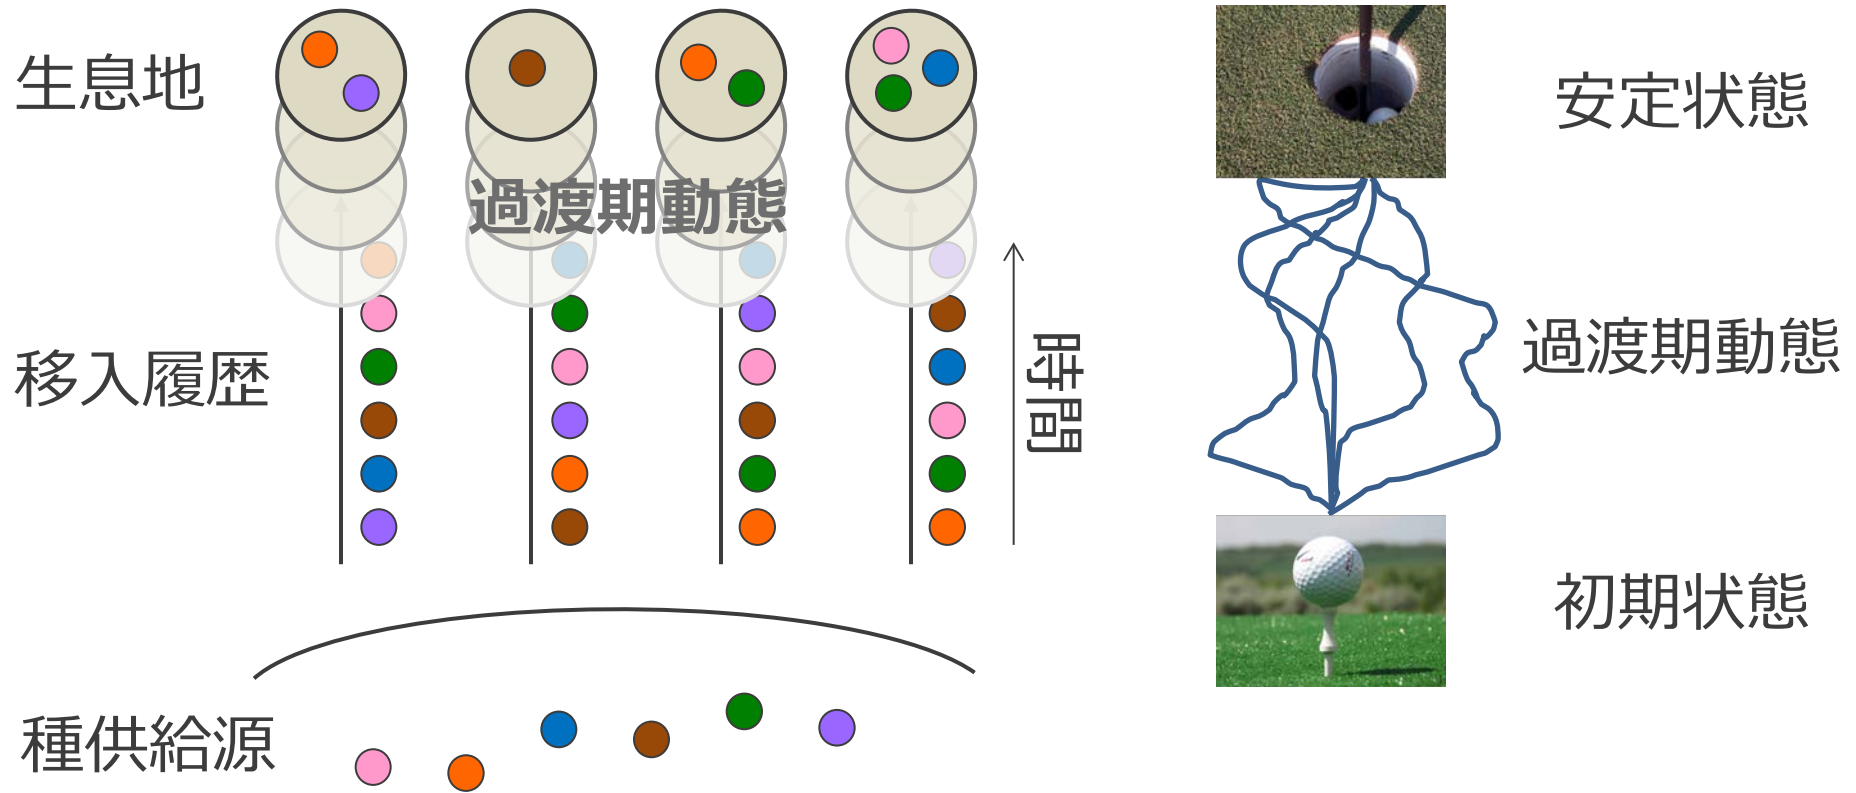 生息地
過渡期動態
移入履歴
時間
種供給源
安定状態
過渡期動態
初期状態